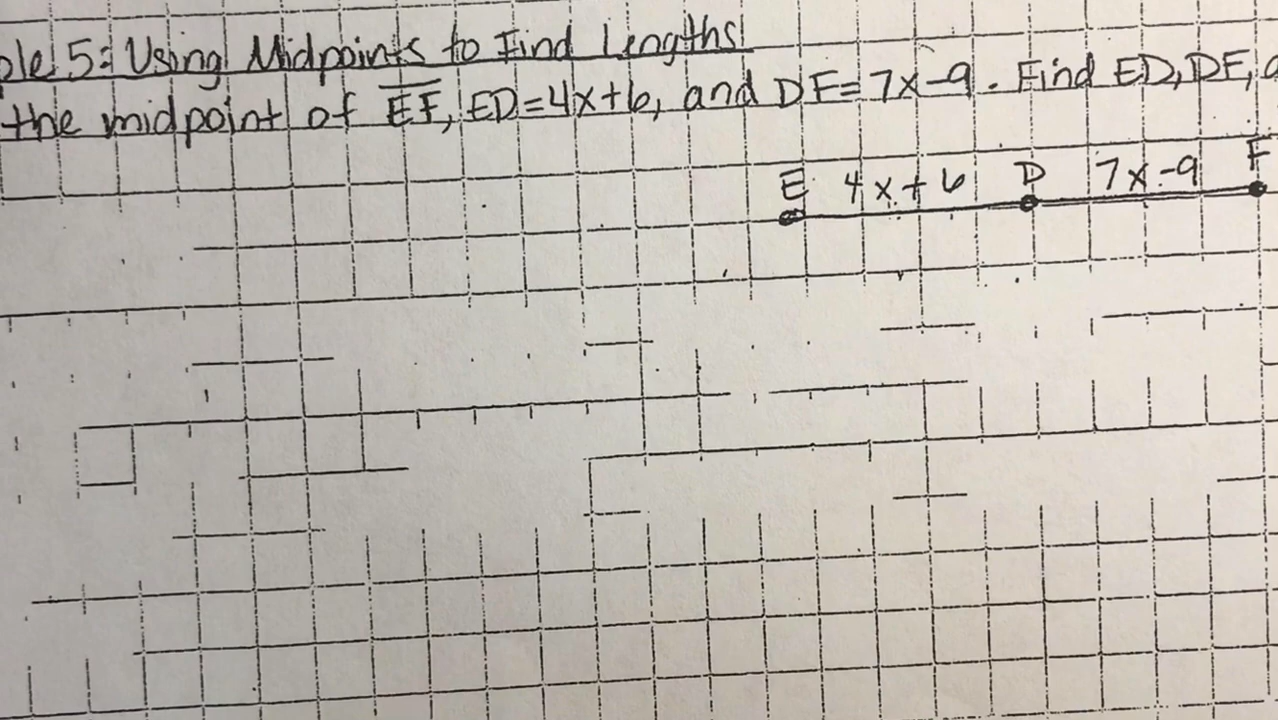 ple 5: Using Midpoints to Find Lengths
the midpoint of EF, ED=4x+6, and DF=7x-9. Find ED, DF, a
E 4x+6 D 7x-9 F